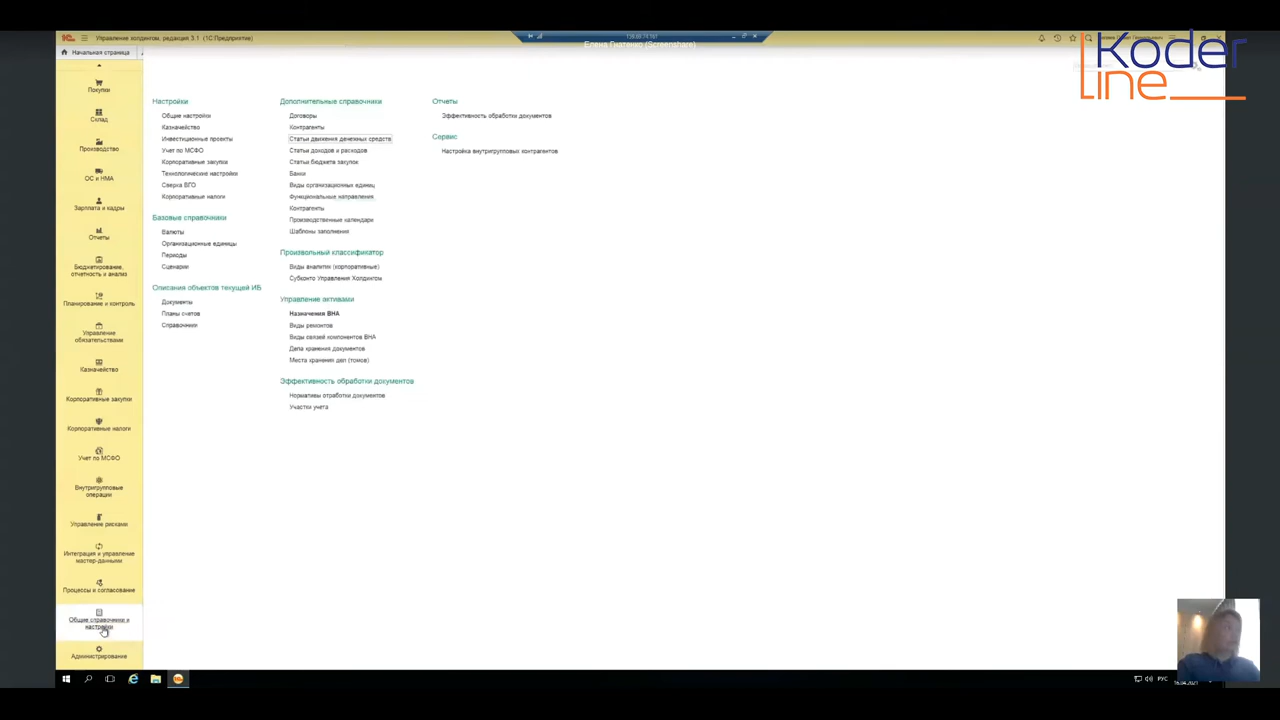 Управление холдингом, редакция 3.1 (1С:Предприятие)
Елена Гнатенко (Screenshare)
Koder
line
Начальная страница
Покупки
Склад
Производство
ОС и НМА
Зарплата и кадры
Отчеты
Бюджетирование,
отчетность и анализ
Планирование и контроль
Управление
обязательствами
Казначейство
Корпоративные закупки
Корпоративные налоги
Учет по МСФО
Внутригрупповые
операции
Управление рисками
Интеграция и управление
мастер-данными
Процессы и согласование
Общие справочники и
настройки
Администрирование
Настройки
Общие настройки
Казначейство
Инвестиционные проекты
Учет по МСФО
Корпоративные закупки
Технологические настройки
Сверка ВГО
Корпоративные налоги
Базовые справочники
Валюты
Организационные единицы
Периоды
Сценарии
Описания объектов текущей ИБ
Документы
Планы счетов
Справочники
Дополнительные справочники
Договоры
Контрагенты
Статьи движения денежных средств
Статьи доходов и расходов
Статьи бюджета закупок
Банки
Виды организационных единиц
Функциональные направления
Контрагенты
Производственные календари
Шаблоны заполнения
Произвольный классификатор
Виды аналитик (корпоративные)
Субконто Управления Холдингом
Управление активами
Назначения ВНА
Виды ремонтов
Виды связей компонентов ВНА
Дела хранения документов
Места хранения дел (томов)
Эффективность обработки документов
Нормативы отработки документов
Участки учета
Отчеты
Эффективность обработки документов
Сервис
Настройка внутригрупповых контрагентов
РУС
16.04.2021